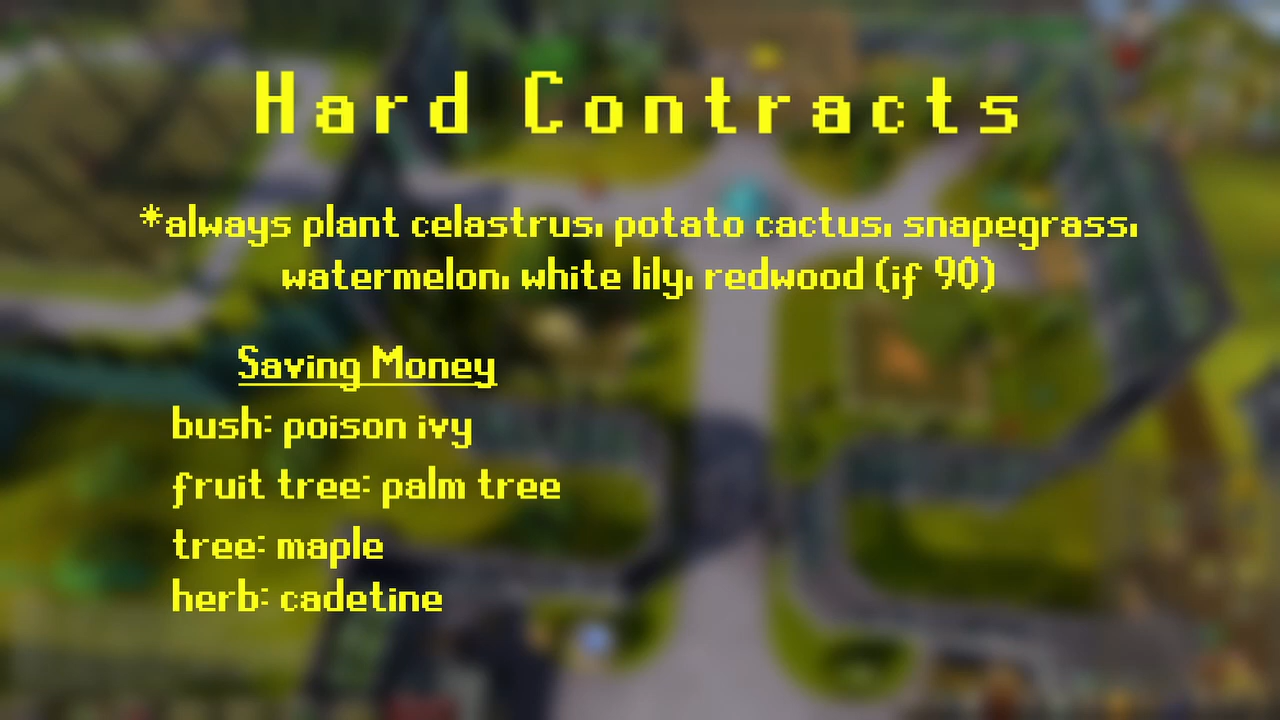 Hard Contracts
*always plant celastrus, potato cactus, snapegrass,
watermelon, white lily, redwood (if 90)
Saving Money
bush: poison ivy
fruit tree: palm tree
tree: maple
herb: cadetine